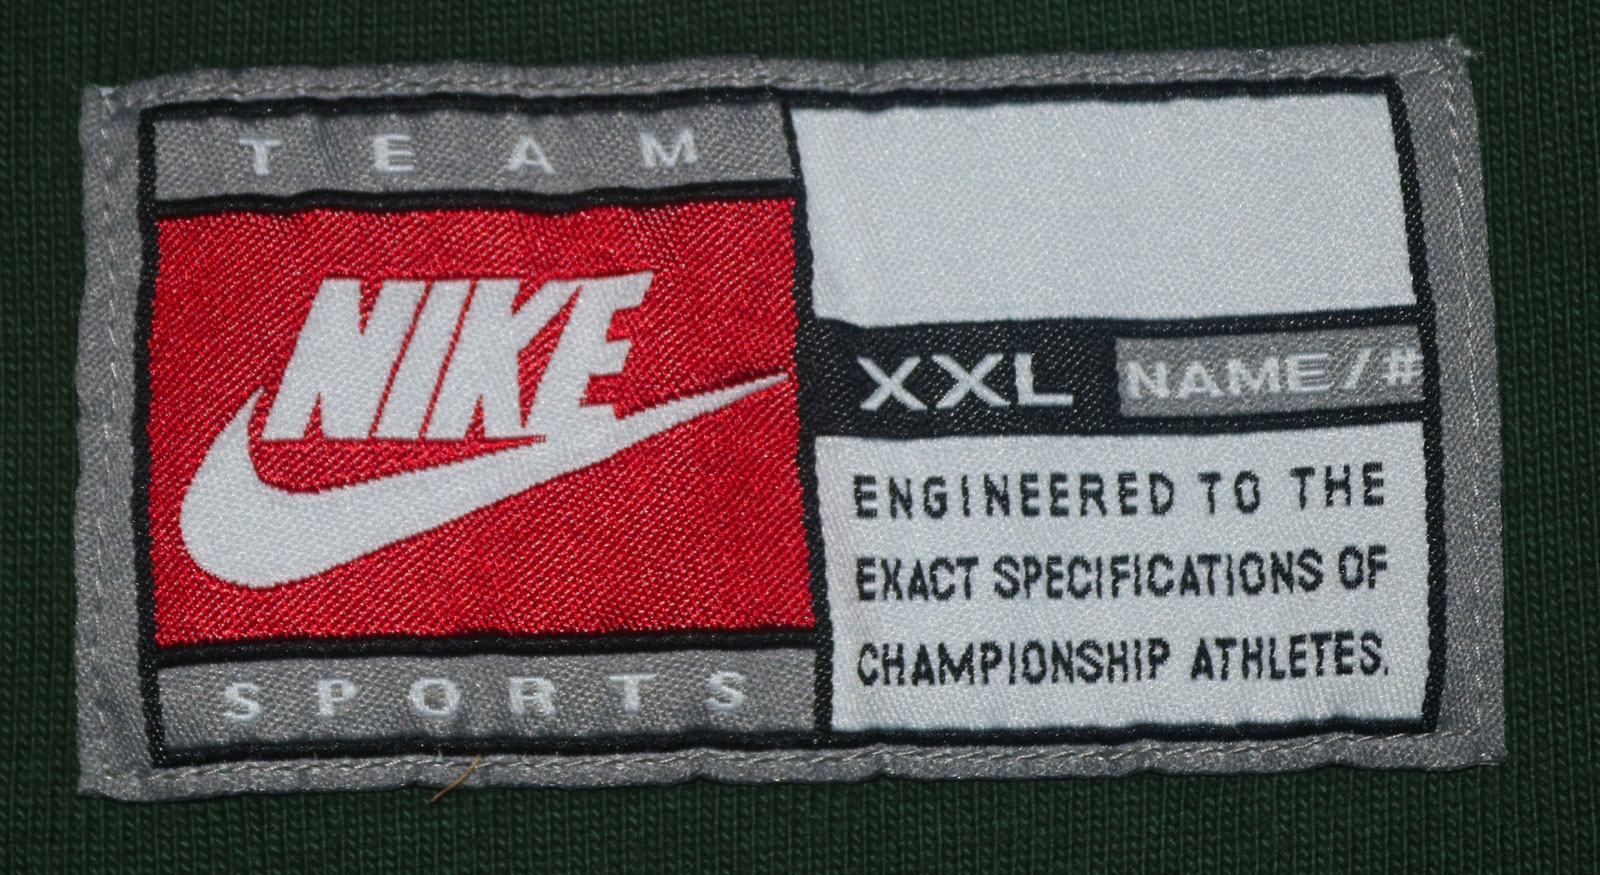 TEAM
NIKE
SPORTS
XXL NAME/#
ENGINEERED TO THE
EXACT SPECIFICATIONS OF
CHAMPIONSHIP ATHLETES.